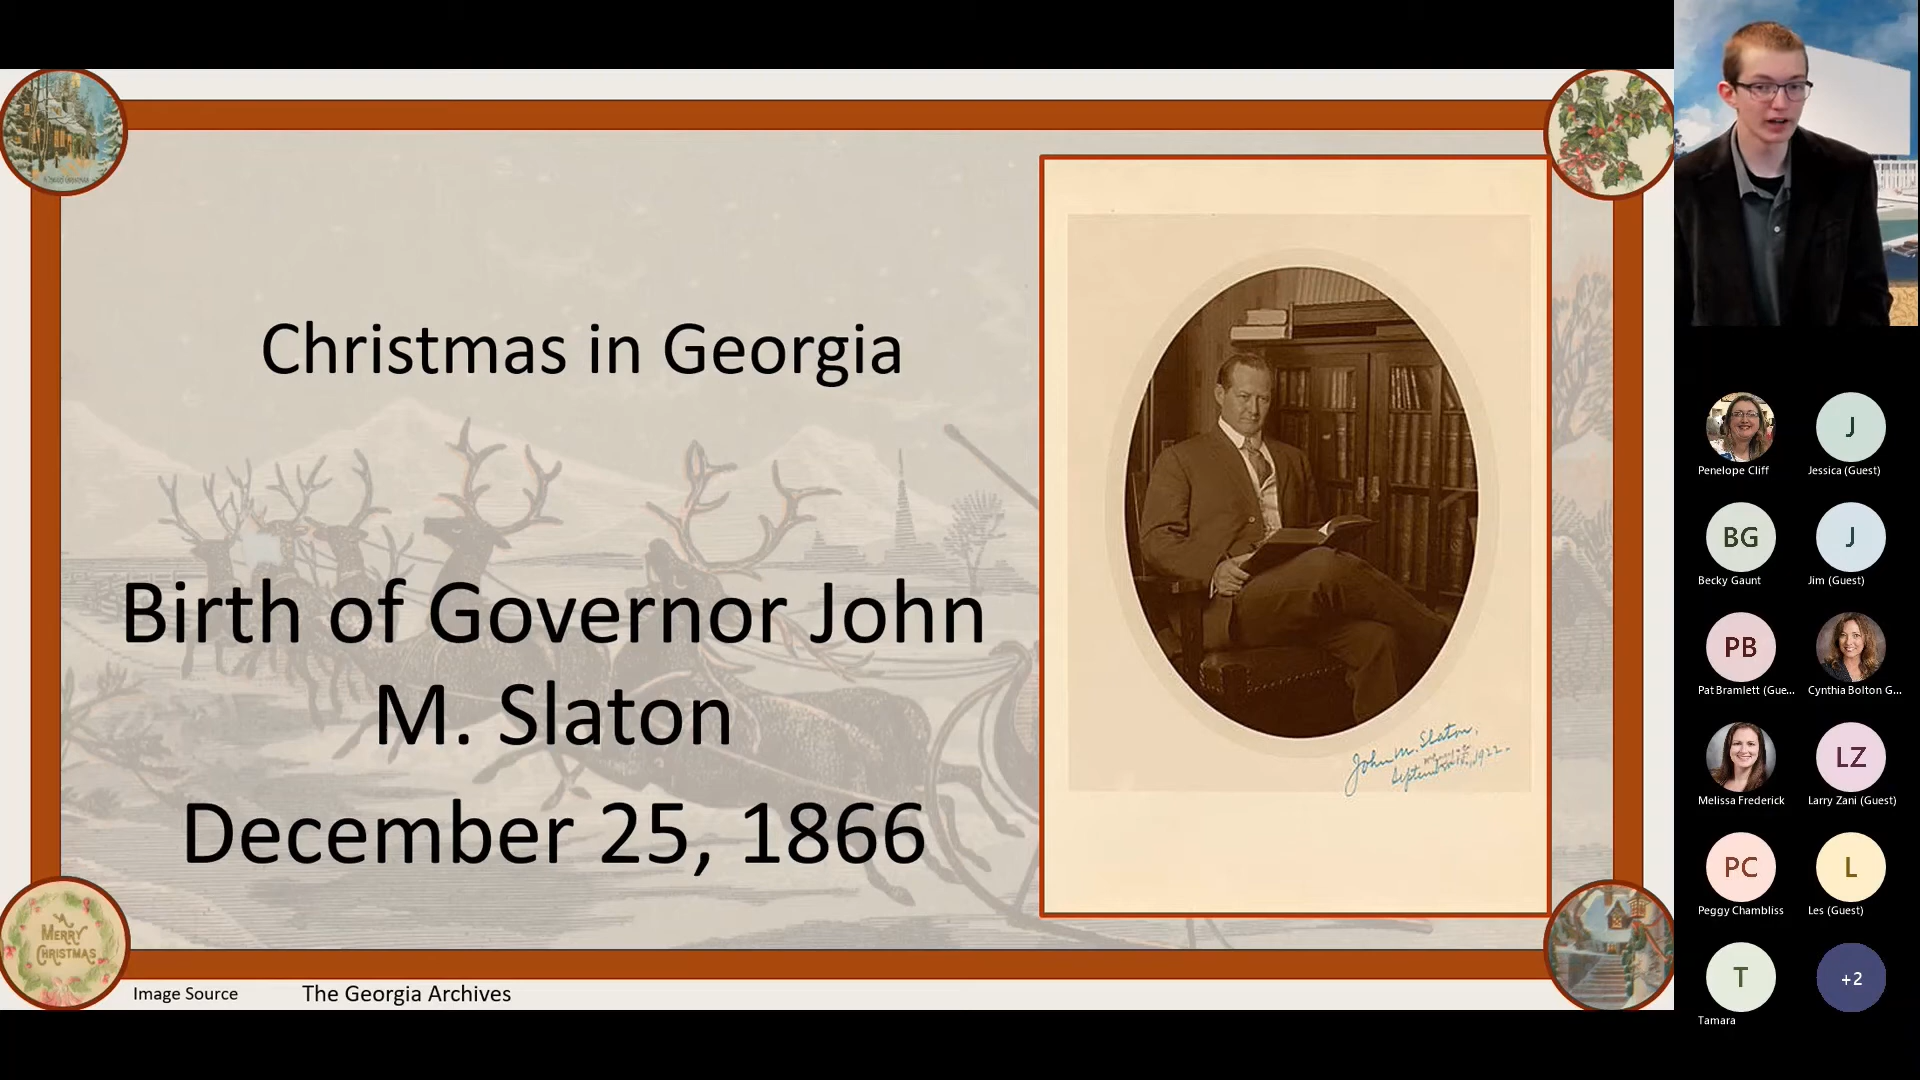 Christmas in Georgia
Birth of Governor John
M. Slaton
December 25, 1866
John M. Slaton,
1922-
A
MERRY
CHRISTMAS
Image Source
The Georgia Archives
Penelope Cliff
J
Jessica (Guest)
BG
Becky Gaunt
J
Jim (Guest)
PB
Pat Bramlett (Gue...
Cynthia Bolton G...
Melissa Frederick
LZ
Larry Zani (Guest)
PC
Peggy Chambliss
L
Les (Guest)
T
Tamara
+2